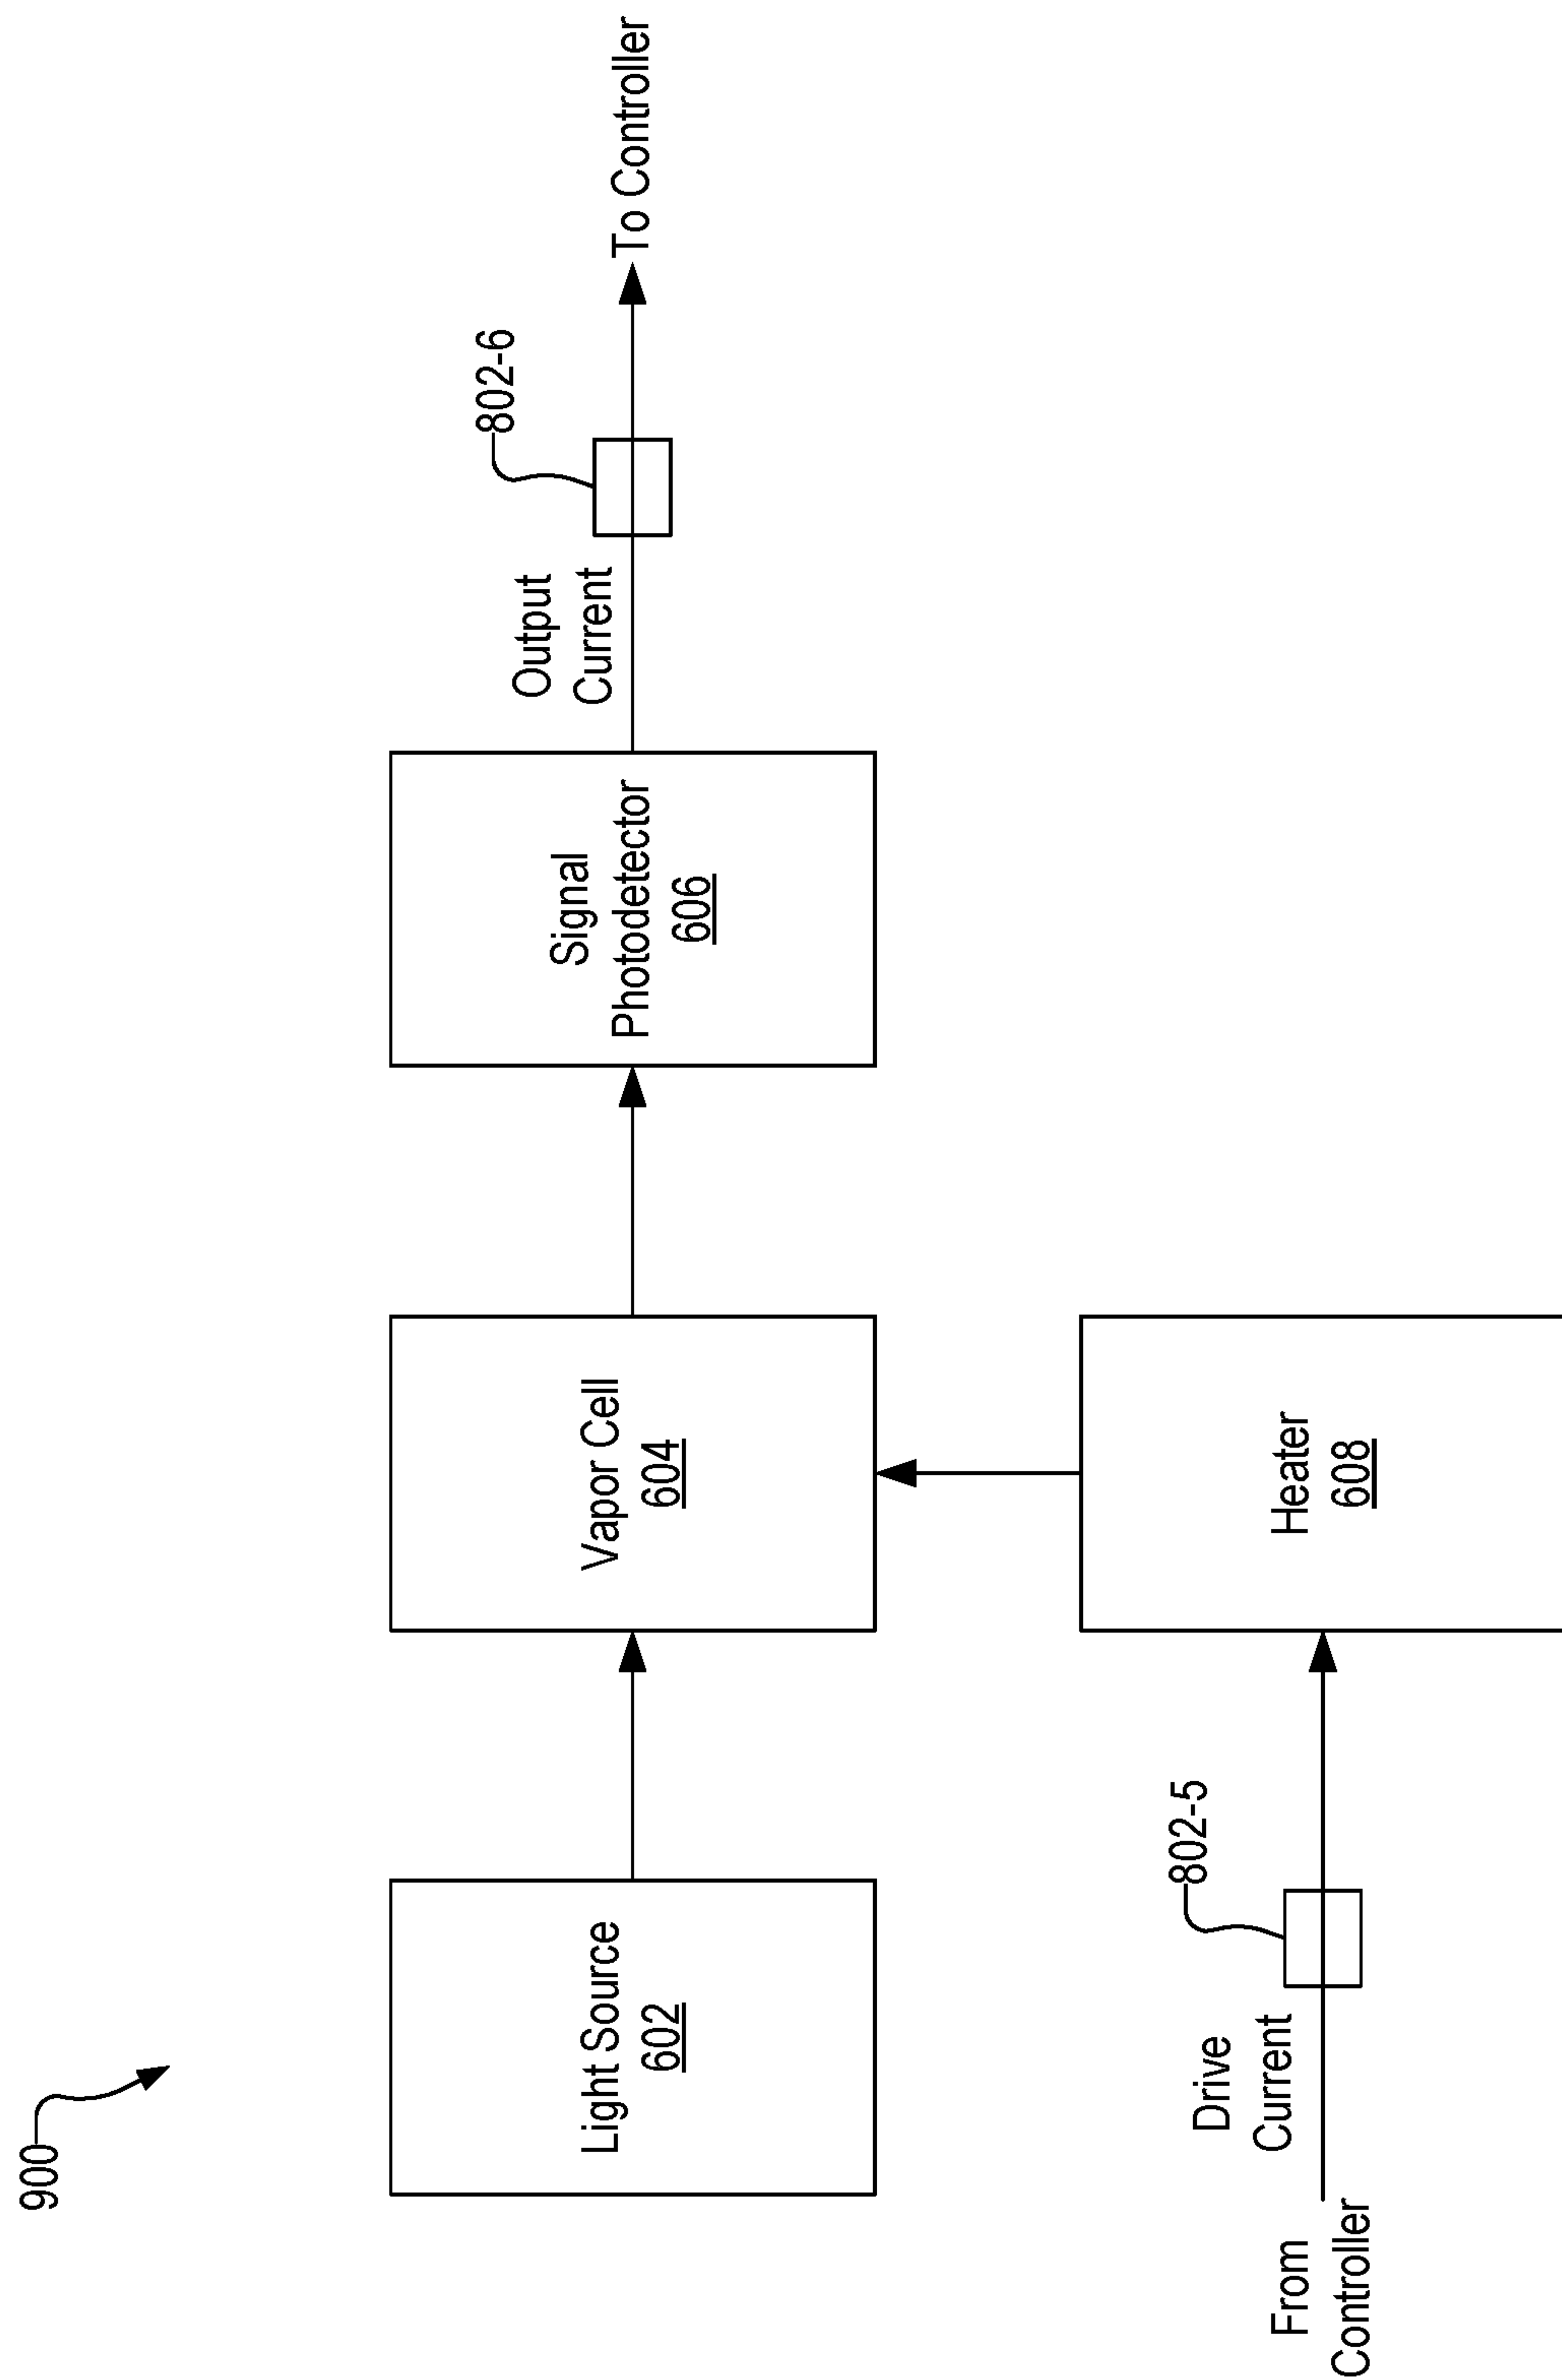 900
Light Source
602
Vapor Cell
604
Signal
Photodetector
606
Output
Current
802-6
To Controller
From
Controller
Drive
Current
802-5
Heater
608